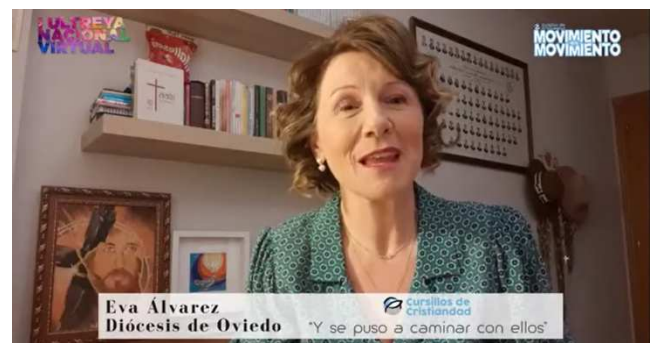 I ULTREYA
NACIONAL
VIRTUAL
MOVIMIENTO
MOVIMIENTO
Eva Álvarez
Diócesis de Oviedo
Cursillos de
Cristiandad
"Y se puso a caminar con ellos"